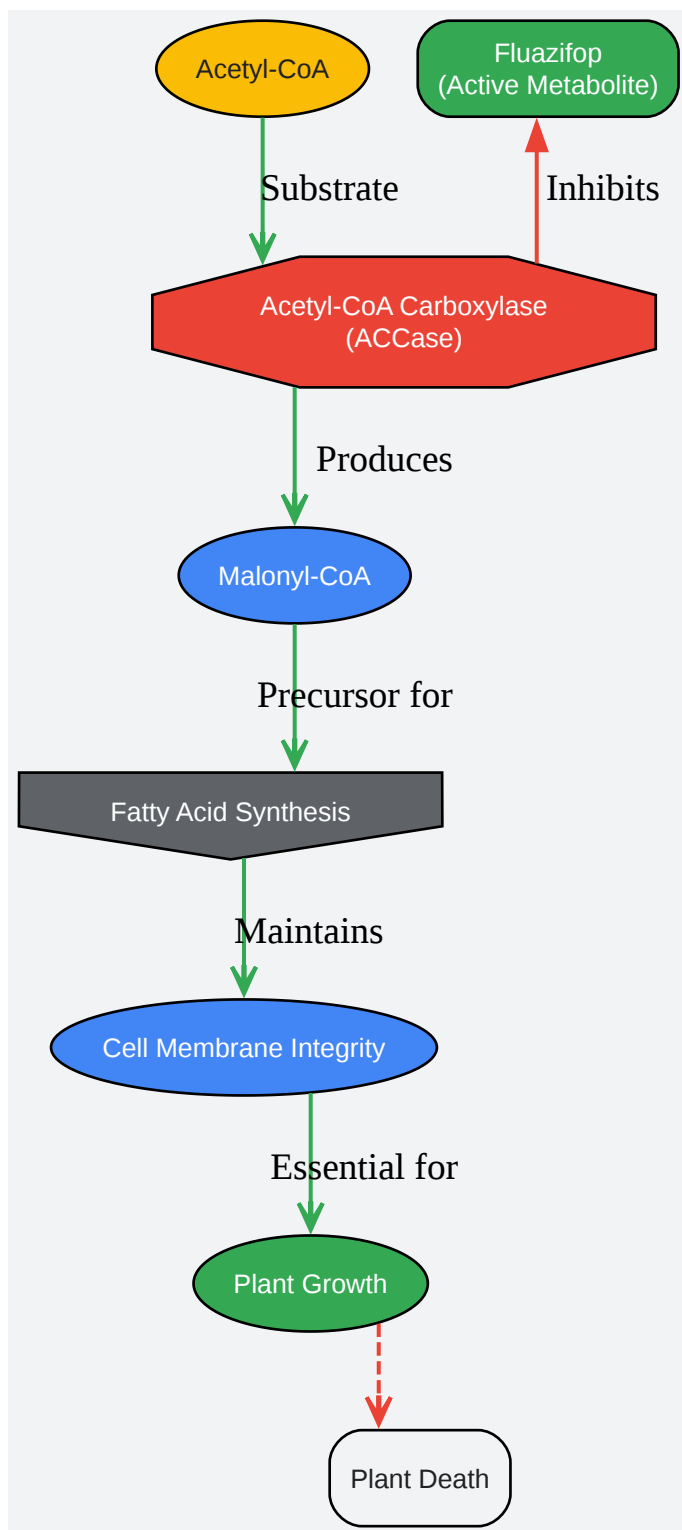 Acetyl-CoA
Fluazifop
(Active Metabolite)
Substrate
Inhibits
Acetyl-CoA Carboxylase
(ACCase)
Produces
Malonyl-CoA
Precursor for
Fatty Acid Synthesis
Maintains
Cell Membrane Integrity
Essential for
Plant Growth
Plant Death